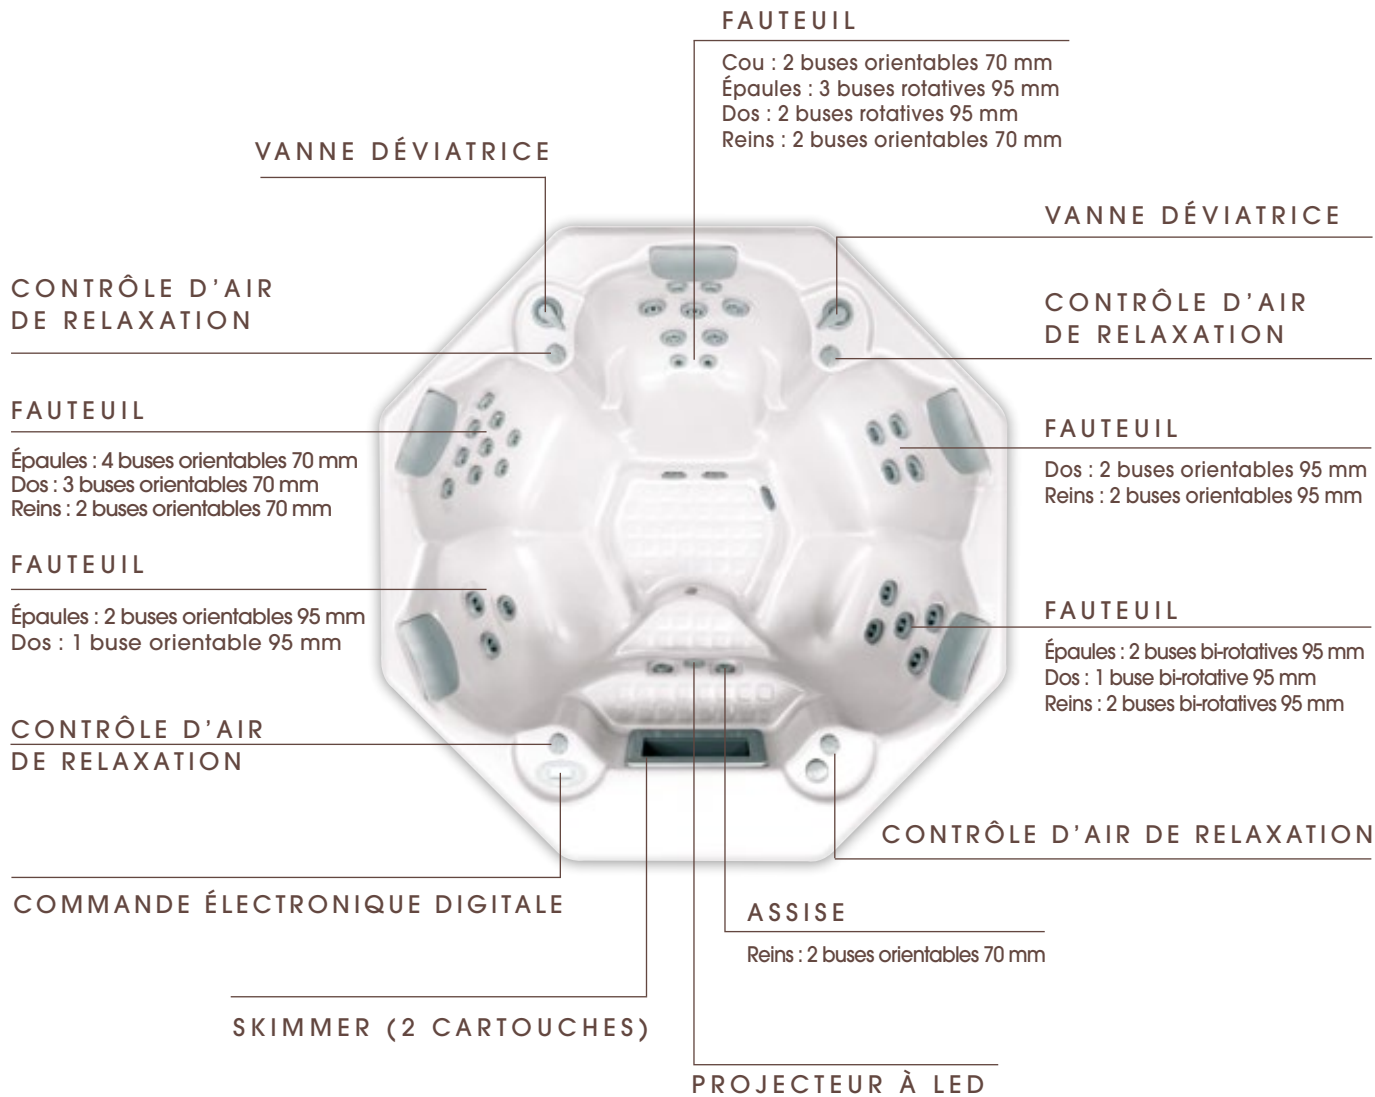 FAUTEUIL
Cou : 2 buses orientables 70 mm
Épaules : 3 buses rotatives 95 mm
Dos : 2 buses rotatives 95 mm
Reins : 2 buses orientables 70 mm
VANNE DÉVIATRICE
VANNE DÉVIATRICE
CONTRÔLE D'AIR
DE RELAXATION
CONTRÔLE D'AIR
DE RELAXATION
FAUTEUIL
Épaules : 4 buses orientables 70 mm
Dos : 3 buses orientables 70 mm
Reins : 2 buses orientables 70 mm
FAUTEUIL
Dos : 2 buses orientables 95 mm
Reins : 2 buses orientables 95 mm
FAUTEUIL
Épaules : 2 buses orientables 95 mm
Dos : 1 buse orientable 95 mm
FAUTEUIL
Épaules : 2 buses bi-rotatives 95 mm
Dos : 1 buse bi-rotative 95 mm
Reins : 2 buses bi-rotatives 95 mm
CONTRÔLE D'AIR
DE RELAXATION
CONTRÔLE D'AIR DE RELAXATION
COMMANDE ÉLECTRONIQUE DIGITALE
ASSISE
Reins : 2 buses orientables 70 mm
SKIMMER (2 CARTOUCHES)
PROJECTEUR À LED